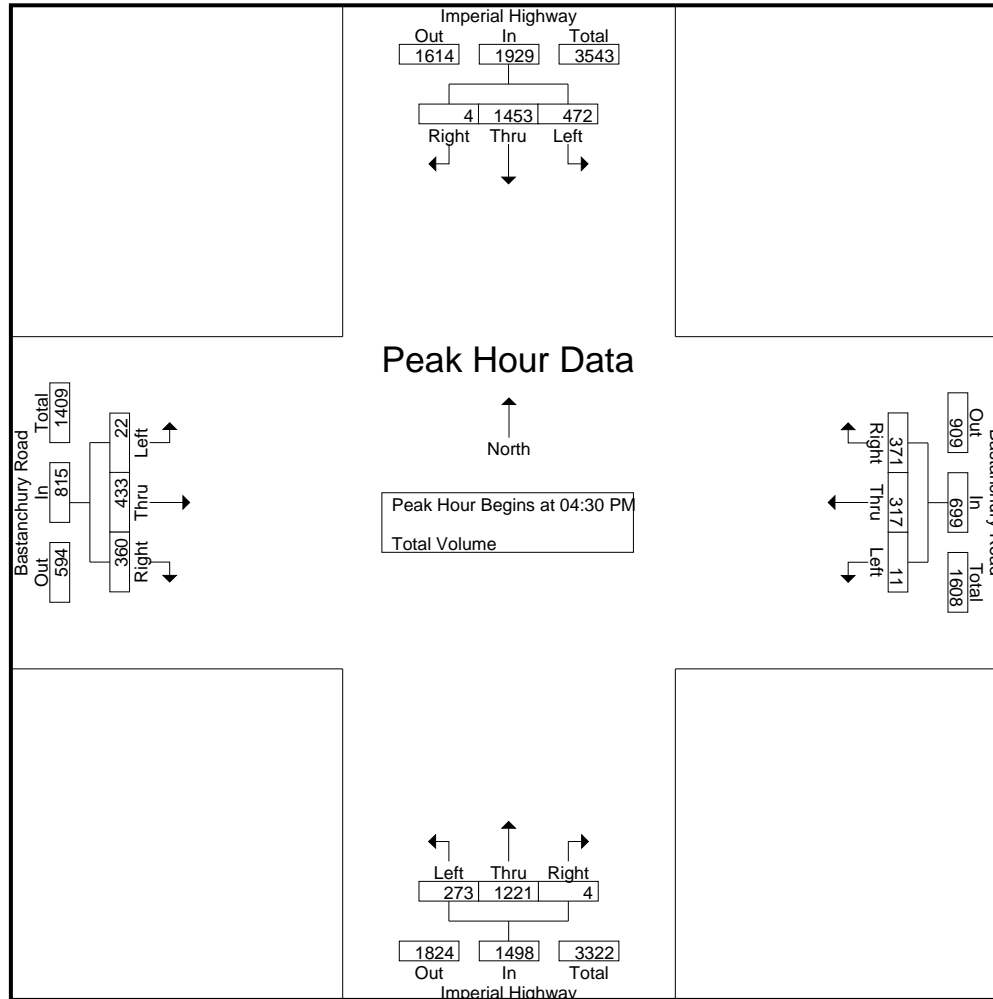 Imperial Highway
Out In Total
1614 1929 3543
4 1453 472
Right Thru Left
Peak Hour Data
North
Peak Hour Begins at 04:30 PM
Total Volume
Bastanchury Road
Total In Out
1409 815 594
22 433 360
Left Thru Right
Right Thru Left
371 317 11
909 699 1608
Out In Total
Bastanchury Road
Left Thru Right
273 1221 4
1824 1498 3322
Out In Total
Imperial Highway